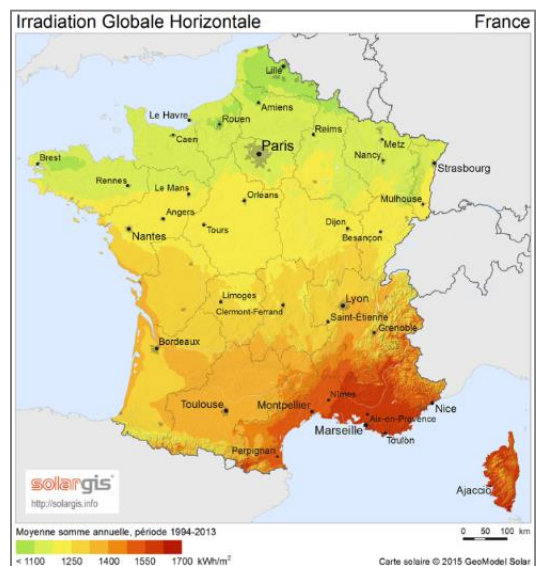 Irradiation Globale Horizontale France
Lille
Amiens
Le Havre
Rouen
Caen
Reims
Metz
Paris
Nancy
Strasbourg
Brest
Rennes
Le Mans
Orléans
Mulhouse
Angers
Tours
Dijon
Nantes
Besançon
Limoges
Clermont-Ferrand
Lyon
Saint-Étienne
Grenoble
Bordeaux
Toulouse
Montpellier
Nîmes
Nice
Aix-en-Provence
Marseille
Toulon
Perpignan
Ajaccio
solargis
http://solargis.info
Moyenne somme annuelle, période 1994-2013
0 50 100 km
< 1100 1250 1400 1550 1700 kWh/m²
Carte solaire © 2015 GeoModel Solar